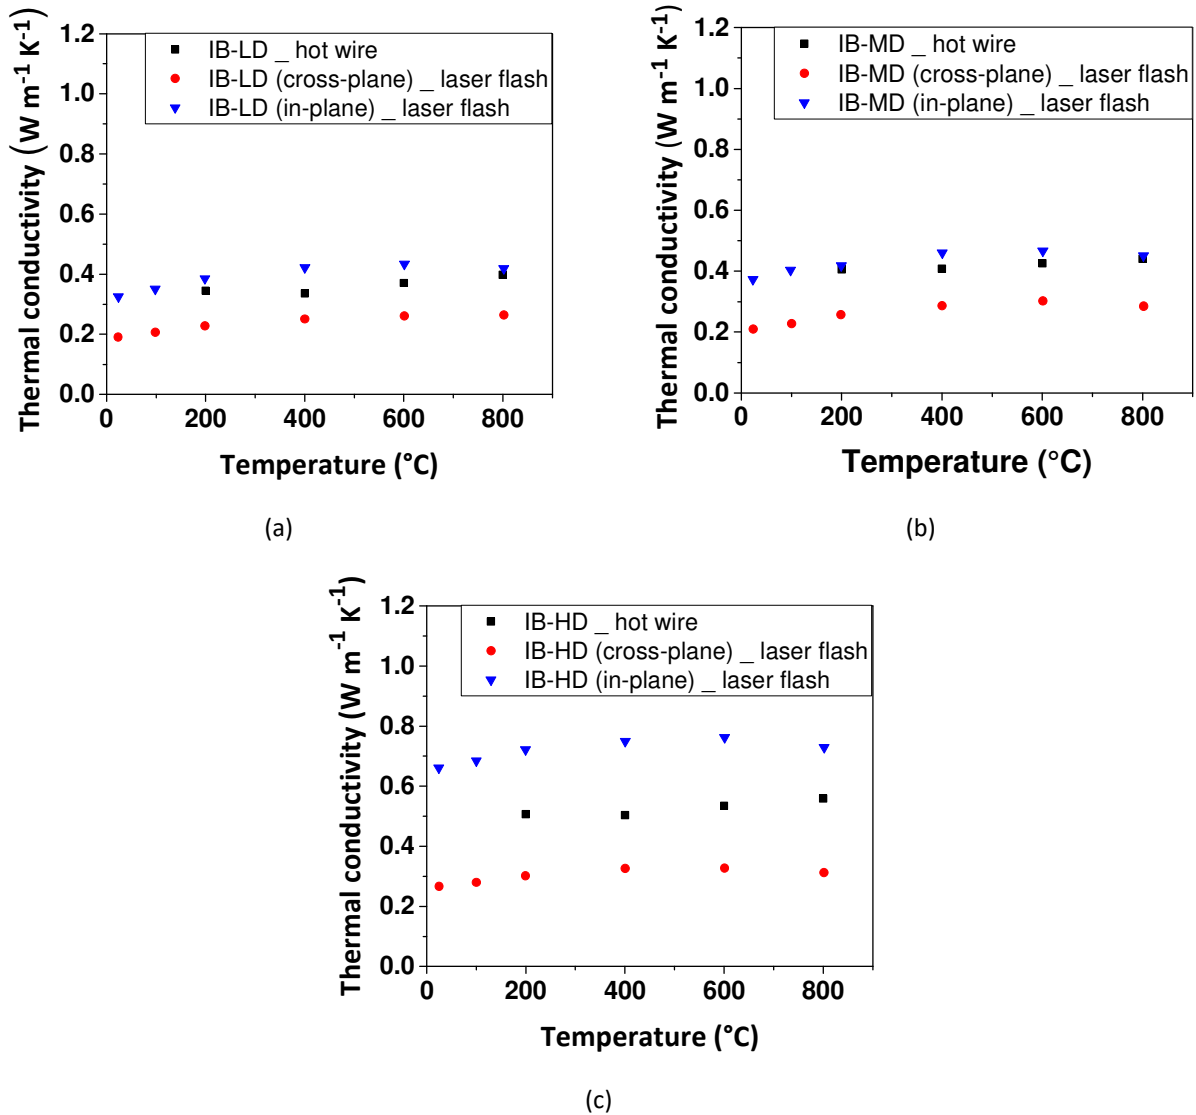 Thermal conductivity (W m⁻¹ K⁻¹)
1.2
1.0
0.8
0.6
0.4
0.2
0.0
IB-LD _ hot wire
IB-LD (cross-plane) _ laser flash
IB-LD (in-plane) _ laser flash
0 200 400 600 800
Temperature (°C)
(a)
Thermal conductivity (W m⁻¹ K⁻¹)
1.2
1.0
0.8
0.6
0.4
0.2
0.0
IB-MD _ hot wire
IB-MD (cross-plane) _ laser flash
IB-MD (in-plane) _ laser flash
0 200 400 600 800
Temperature (°C)
(b)
Thermal conductivity (W m⁻¹ K⁻¹)
1.2
1.0
0.8
0.6
0.4
0.2
0.0
IB-HD _ hot wire
IB-HD (cross-plane) _ laser flash
IB-HD (in-plane) _ laser flash
0 200 400 600 800
Temperature (°C)
(c)